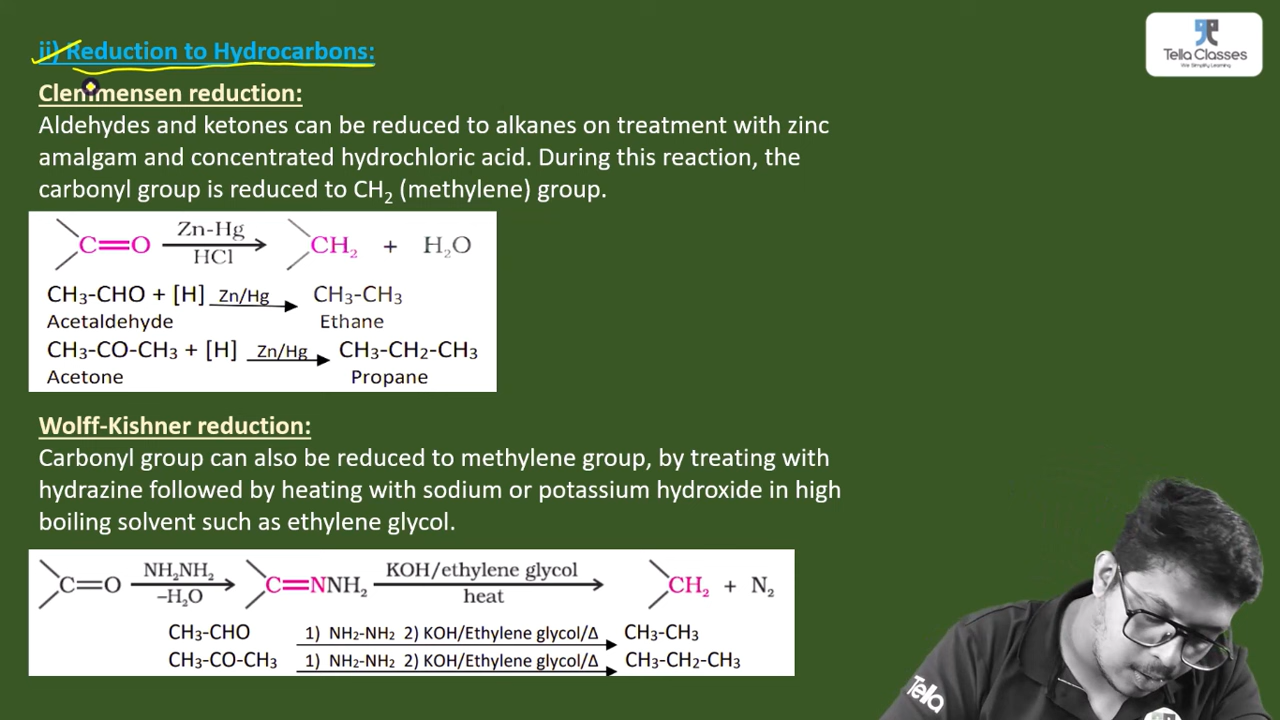 ii) Reduction to Hydrocarbons:
Tella Classes
We Simplify Learning
Clemmensen reduction:
Aldehydes and ketones can be reduced to alkanes on treatment with zinc
amalgam and concentrated hydrochloric acid. During this reaction, the
carbonyl group is reduced to CH₂ (methylene) group.
C=O Zn-Hg HCl CH₂ + H₂O
CH₃-CHO + [H] Zn/Hg CH₃-CH₃
Acetaldehyde Ethane
CH₃-CO-CH₃ + [H] Zn/Hg CH₃-CH₂-CH₃
Acetone Propane
Wolff-Kishner reduction:
Carbonyl group can also be reduced to methylene group, by treating with
hydrazine followed by heating with sodium or potassium hydroxide in high
boiling solvent such as ethylene glycol.
C=O NH₂NH₂ –H₂O C=NNH₂ KOH/ethylene glycol heat CH₂ + N₂
CH₃-CHO 1) NH₂-NH₂ 2) KOH/Ethylene glycol/Δ CH₃-CH₃
CH₃-CO-CH₃ 1) NH₂-NH₂ 2) KOH/Ethylene glycol/Δ CH₃-CH₂-CH₃
Tella